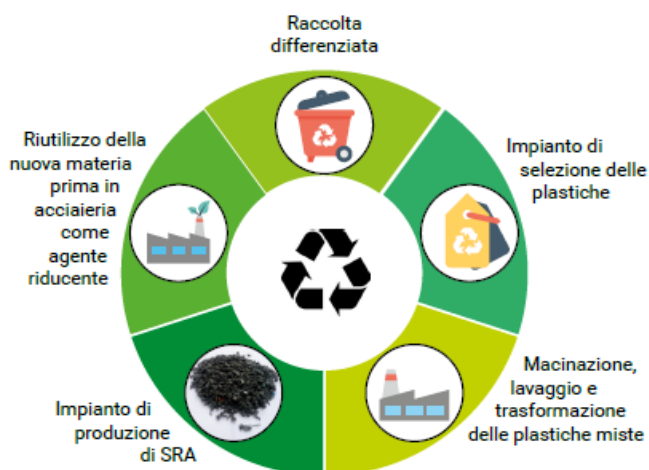 Raccolta
differenziata
Impianto di
selezione delle
plastiche
Macinazione,
lavaggio e
trasformazione
delle plastiche miste
Impianto di
produzione
di SRA
Riutilizzo della
nuova materia
prima in
acciaieria
come
agente
riducente